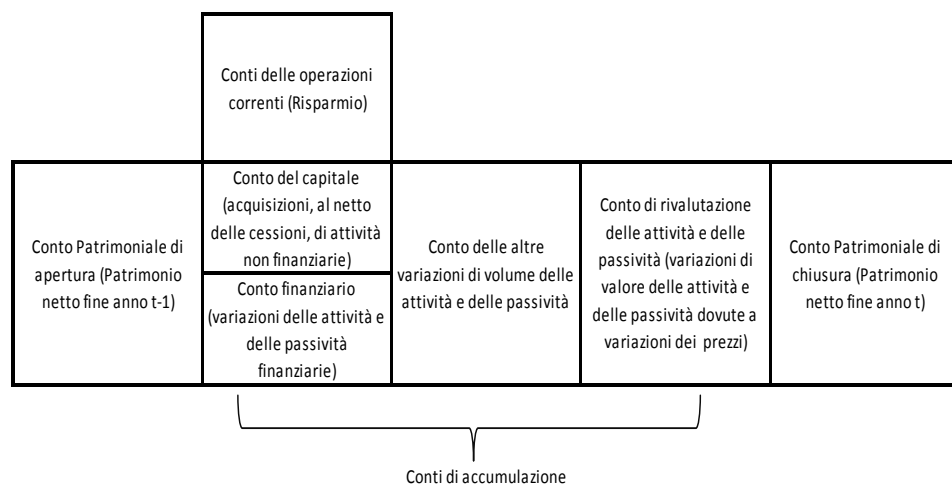 Conti delle operazioni
correnti (Risparmio)
Conto Patrimoniale di
apertura (Patrimonio
netto fine anno t-1)
Conto del capitale
(acquisizioni, al netto
delle cessioni, di attività
non finanziarie)
Conto finanziario
(variazioni delle attività e
delle passività
finanziarie)
Conto delle altre
variazioni di volume delle
attività e delle passività
Conto di rivalutazione
delle attività e delle
passività (variazioni di
valore delle attività e
delle passività dovute a
variazioni dei prezzi)
Conto Patrimoniale di
chiusura (Patrimonio
netto fine anno t)
Conti di accumulazione